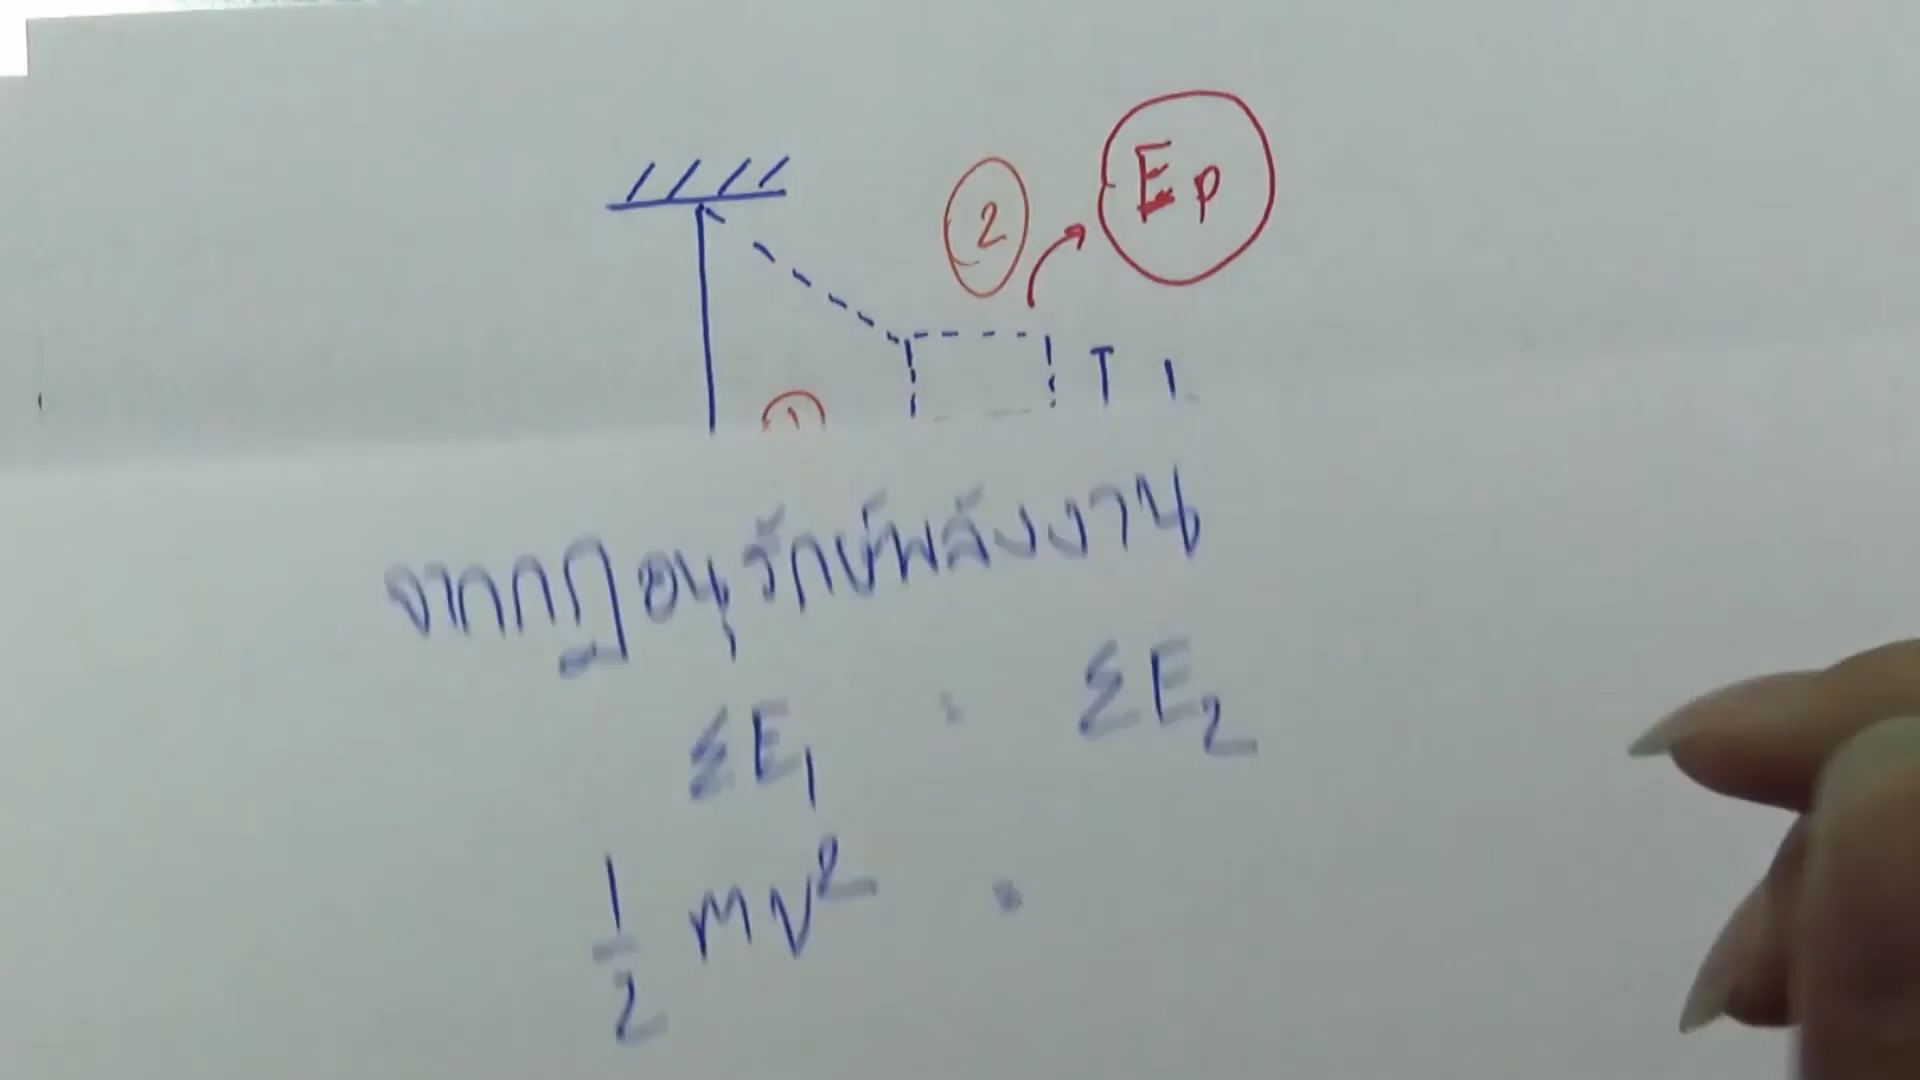 2
Ep
1
จากกฎอนุรักษ์พลังงาน
ΣE₁ = ΣE₂
1/2 mv²=